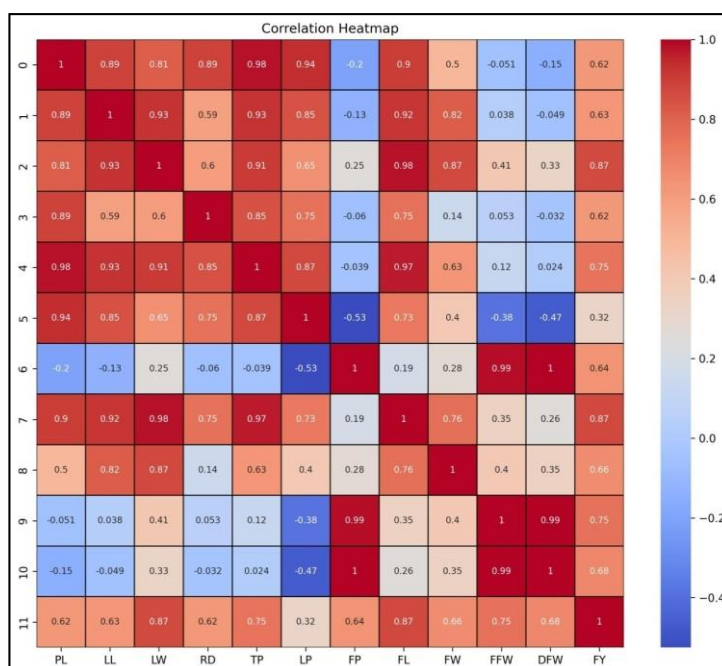 Correlation Heatmap
0 1 0.89 0.81 0.89 0.98 0.94 -0.2 0.9 0.5 -0.051 -0.15 0.62
1 0.89 1 0.93 0.59 0.93 0.85 -0.13 0.92 0.82 0.038 -0.049 0.63
2 0.81 0.93 1 0.6 0.91 0.65 0.25 0.98 0.87 0.41 0.33 0.87
3 0.89 0.59 0.6 1 0.85 0.75 -0.06 0.75 0.14 0.053 -0.032 0.62
4 0.98 0.93 0.91 0.85 1 0.87 -0.039 0.97 0.63 0.12 0.024 0.75
5 0.94 0.85 0.65 0.75 0.87 1 -0.53 0.73 0.4 -0.38 -0.47 0.32
6 -0.2 -0.13 0.25 -0.06 -0.039 -0.53 1 0.19 0.28 0.99 1 0.64
7 0.9 0.92 0.98 0.75 0.97 0.73 0.19 1 0.76 0.35 0.26 0.87
8 0.5 0.82 0.87 0.14 0.63 0.4 0.28 0.76 1 0.4 0.35 0.66
9 -0.051 0.038 0.41 0.053 0.12 -0.38 0.99 0.35 0.4 1 0.99 0.75
10 -0.15 -0.049 0.33 -0.032 0.024 -0.47 1 0.26 0.35 0.99 1 0.68
11 0.62 0.63 0.87 0.62 0.75 0.32 0.64 0.87 0.66 0.75 0.68 1
PL LL LW RD TP LP FP FL FW FFW DFW FY
1.0
0.8
0.6
0.4
0.2
0.0
-0.2
-0.4